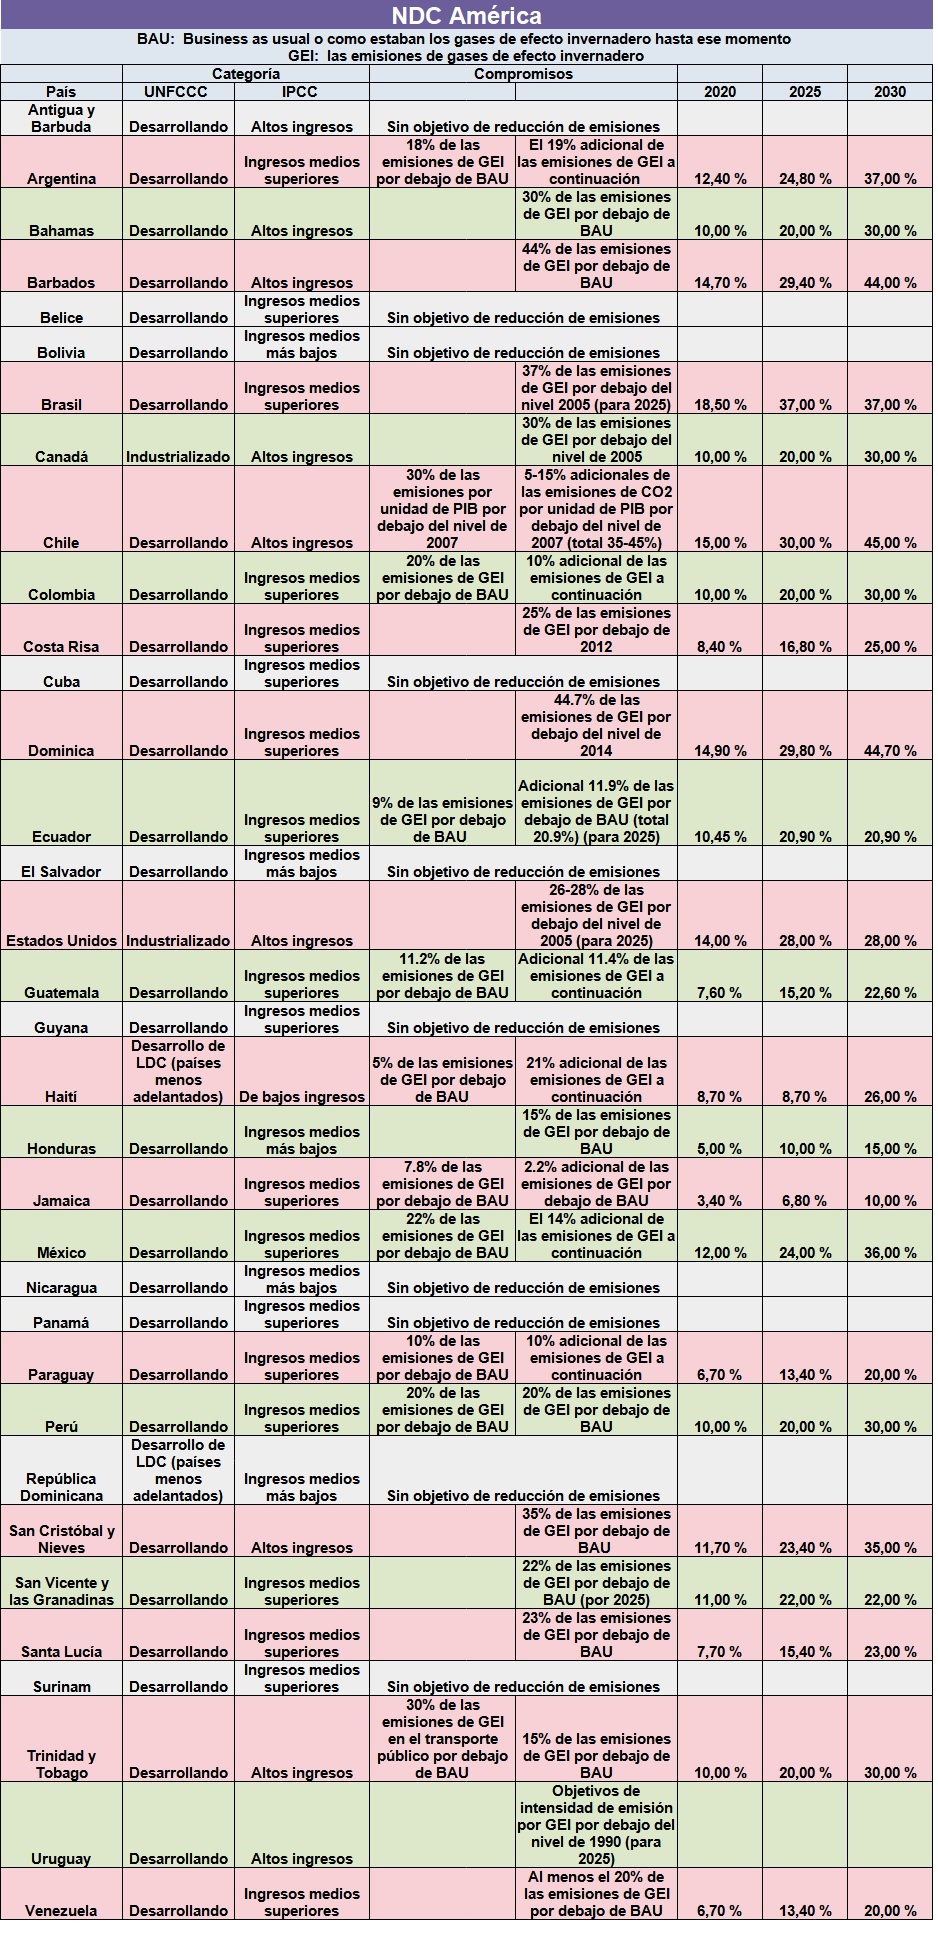 NDC América
BAU: Business as usual o como estaban los gases de efecto invernadero hasta ese momento
GEI: las emisiones de gases de efecto invernadero
Categoría Compromisos
País UNFCCC IPCC 2020 2025 2030
Antigua y
Barbuda Desarrollando Altos ingresos Sin objetivo de reducción de emisiones
18% de las El 19% adicional de
Ingresos medios emisiones de GEI las emisiones de GEI a
Argentina Desarrollando superiores por debajo de BAU continuación 12,40 % 24,80 % 37,00 %
30% de las emisiones
de GEI por debajo de
Bahamas Desarrollando Altos ingresos BAU 10,00 % 20,00 % 30,00 %
44% de las emisiones
de GEI por debajo de
Barbados Desarrollando Altos ingresos BAU 14,70 % 29,40 % 44,00 %
Ingresos medios
Belice Desarrollando superiores Sin objetivo de reducción de emisiones
Ingresos medios
Bolivia Desarrollando más bajos Sin objetivo de reducción de emisiones
37% de las emisiones
Ingresos medios de GEI por debajo del
Brasil Desarrollando superiores nivel 2005 (para 2025) 18,50 % 37,00 % 37,00 %
30% de las emisiones
de GEI por debajo del
Canadá Industrializado Altos ingresos nivel de 2005 10,00 % 20,00 % 30,00 %
30% de las 5-15% adicionales de
emisiones por las emisiones de CO2
unidad de PIB por por unidad de PIB por
debajo del nivel de debajo del nivel de
Chile Desarrollando Altos ingresos 2007 2007 (total 35-45%) 15,00 % 30,00 % 45,00 %
20% de las 10% adicional de las
Ingresos medios emisiones de GEI emisiones de GEI a
Colombia Desarrollando superiores por debajo de BAU continuación 10,00 % 20,00 % 30,00 %
25% de las emisiones
Ingresos medios de GEI por debajo de
Costa Risa Desarrollando superiores 2012 8,40 % 16,80 % 25,00 %
Ingresos medios
Cuba Desarrollando superiores Sin objetivo de reducción de emisiones
44.7% de las
emisiones de GEI por
Ingresos medios debajo del nivel de
Dominica Desarrollando superiores 2014 14,90 % 29,80 % 44,70 %
Adicional 11.9% de las
9% de las emisiones emisiones de GEI por
Ingresos medios de GEI por debajo debajo de BAU (total
Ecuador Desarrollando superiores de BAU 20.9%) (para 2025) 10,45 % 20,90 % 20,90 %
Ingresos medios
El Salvador Desarrollando más bajos Sin objetivo de reducción de emisiones
26-28% de las
emisiones de GEI por
debajo del nivel de
Estados Unidos Industrializado Altos ingresos 2005 (para 2025) 14,00 % 28,00 % 28,00 %
11.2% de las Adicional 11.4% de las
Ingresos medios emisiones de GEI emisiones de GEI a
Guatemala Desarrollando superiores por debajo de BAU continuación 7,60 % 15,20 % 22,60 %
Ingresos medios
Guyana Desarrollando superiores Sin objetivo de reducción de emisiones
Desarrollo de
LDC (países 5% de las emisiones 21% adicional de las
menos de GEI por debajo emisiones de GEI a
Haití adelantados) De bajos ingresos de BAU continuación 8,70 % 8,70 % 26,00 %
15% de las emisiones
Ingresos medios de GEI por debajo de
Honduras Desarrollando más bajos BAU 5,00 % 10,00 % 15,00 %
7.8% de las 2.2% adicional de las
Ingresos medios emisiones de GEI emisiones de GEI por
Jamaica Desarrollando superiores por debajo de BAU debajo de BAU 3,40 % 6,80 % 10,00 %
22% de las El 14% adicional de
Ingresos medios emisiones de GEI las emisiones de GEI a
México Desarrollando superiores por debajo de BAU continuación 12,00 % 24,00 % 36,00 %
Ingresos medios
Nicaragua Desarrollando más bajos Sin objetivo de reducción de emisiones
Ingresos medios
Panamá Desarrollando superiores Sin objetivo de reducción de emisiones
10% de las 10% adicional de las
Ingresos medios emisiones de GEI emisiones de GEI a
Paraguay Desarrollando superiores por debajo de BAU continuación 6,70 % 13,40 % 20,00 %
20% de las 20% de las emisiones
Ingresos medios emisiones de GEI de GEI por debajo de
Perú Desarrollando superiores por debajo de BAU BAU 10,00 % 20,00 % 30,00 %
Desarrollo de
LDC (países
República menos Ingresos medios
Dominicana adelantados) más bajos Sin objetivo de reducción de emisiones
35% de las emisiones
San Cristóbal y de GEI por debajo de
Nieves Desarrollando Altos ingresos BAU 11,70 % 23,40 % 35,00 %
22% de las emisiones
San Vicente y Ingresos medios de GEI por debajo de
las Granadinas Desarrollando superiores BAU (por 2025) 11,00 % 22,00 % 22,00 %
23% de las emisiones
Ingresos medios de GEI por debajo de
Santa Lucía Desarrollando superiores BAU 7,70 % 15,40 % 23,00 %
Ingresos medios
Surinam Desarrollando superiores Sin objetivo de reducción de emisiones
30% de las
emisiones de GEI
en el transporte 15% de las emisiones
Trinidad y público por debajo de GEI por debajo de
Tobago Desarrollando Altos ingresos de BAU BAU 10,00 % 20,00 % 30,00 %
Objetivos de
intensidad de emisión
por GEI por debajo del
nivel de 1990 (para
Uruguay Desarrollando Altos ingresos 2025)
Al menos el 20% de
Ingresos medios las emisiones de GEI
Venezuela Desarrollando superiores por debajo de BAU 6,70 % 13,40 % 20,00 %